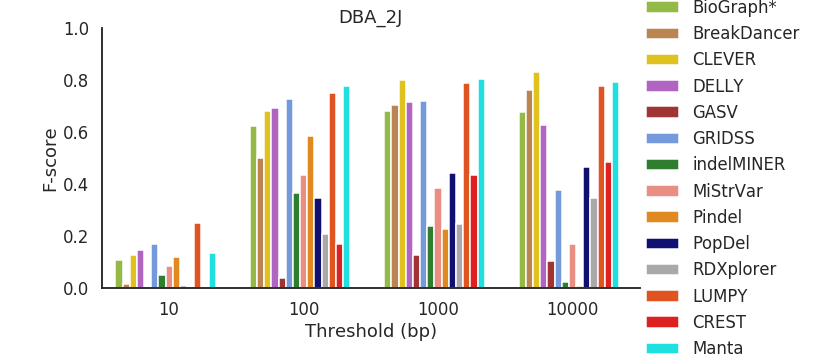 DBA_2J
1.0
0.8
0.6
0.4
0.2
0.0
F-score
10
100
1000
10000
Threshold (bp)
BioGraph*
BreakDancer
CLEVER
DELLY
GASV
GRIDSS
indelMINER
MiStrVar
Pindel
PopDel
RDXplorer
LUMPY
CREST
Manta